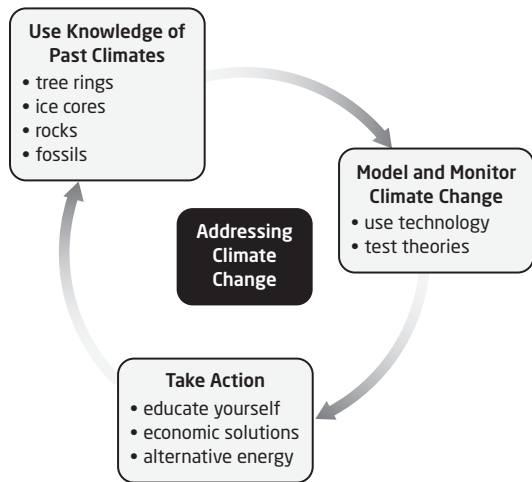 Use Knowledge of
Past Climates
• tree rings
• ice cores
• rocks
• fossils
Model and Monitor
Climate Change
• use technology
• test theories
Addressing
Climate
Change
Take Action
• educate yourself
• economic solutions
• alternative energy